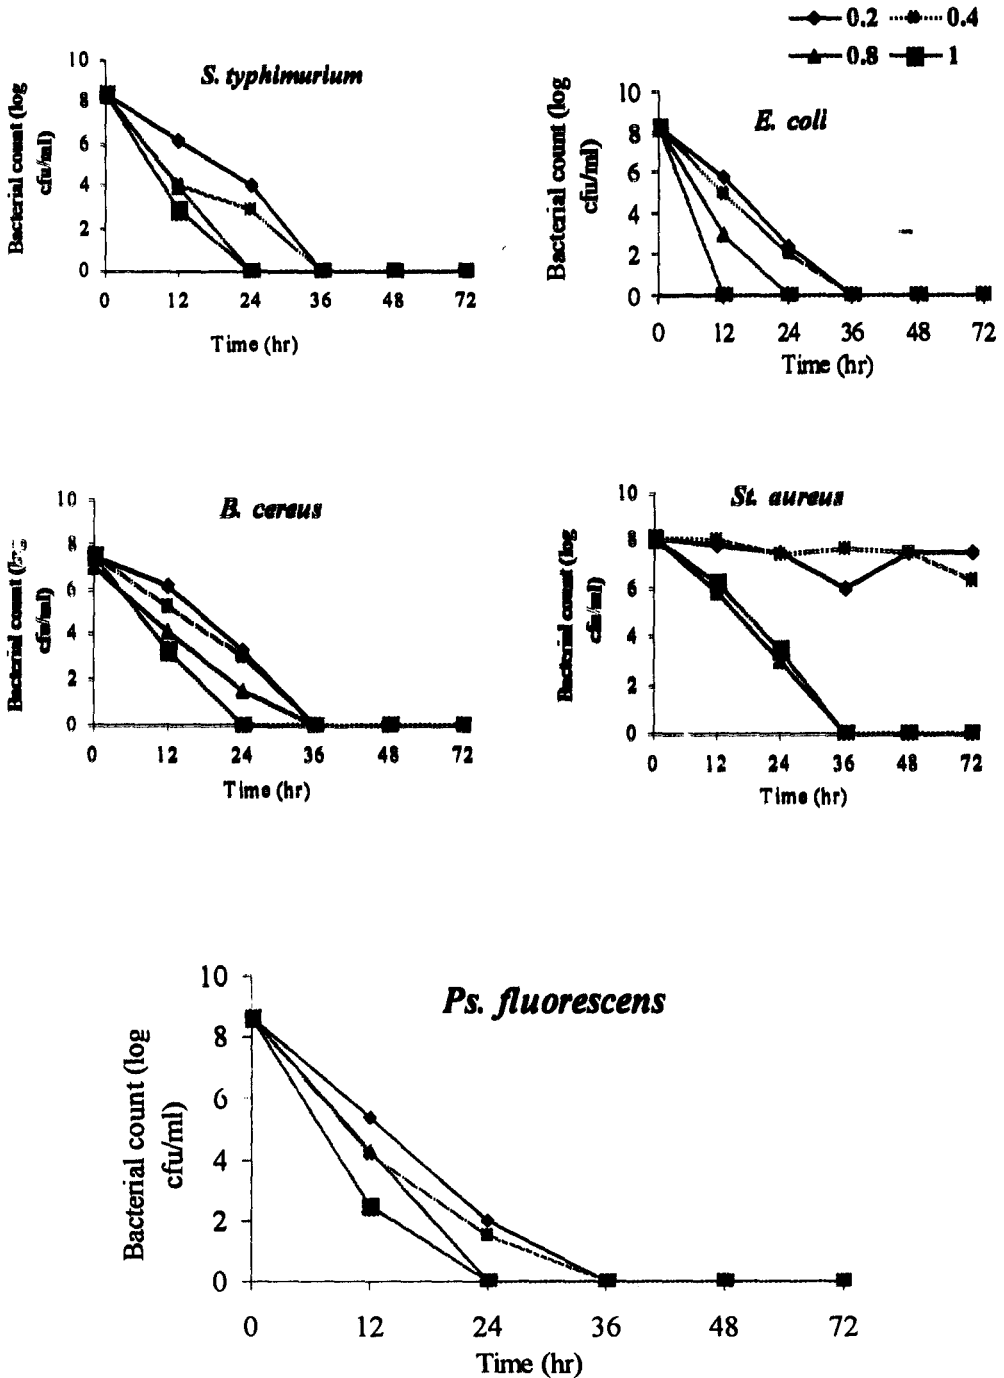 0.2 0.4
0.8 1
S. typhimurium
Bacterial count (log
cfu/ml)
10
8
6
4
2
0
0 12 24 36 48 72
Time (hr)
E. coli
Bacterial count (log
cfu/ml)
10
8
6
4
2
0
0 12 24 36 48 72
Time (hr)
B. cereus
Bacterial count (log
cfu/ml)
10
8
6
4
2
0
0 12 24 36 48 72
Time (hr)
St. aureus
Bacterial count (log
cfu/ml)
10
8
6
4
2
0
0 12 24 36 48 72
Time (hr)
Ps. fluorescens
Bacterial count (log
cfu/ml)
10
8
6
4
2
0
0 12 24 36 48 72
Time (hr)